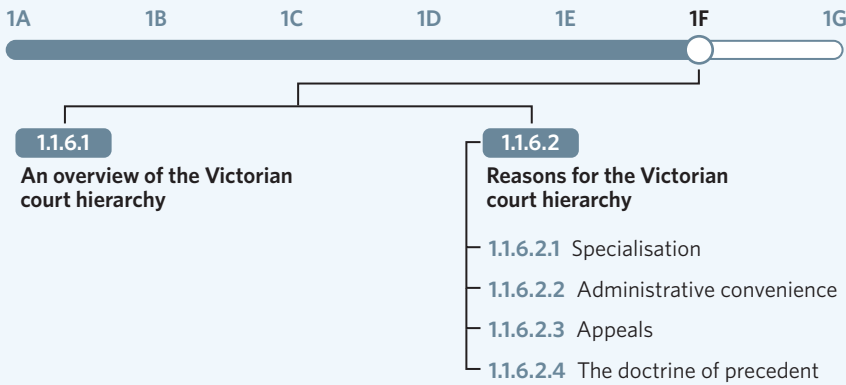 1A 1B 1C 1D 1E 1F 1G
1.1.6.1
An overview of the Victorian
court hierarchy
1.1.6.2
Reasons for the Victorian
court hierarchy
1.1.6.2.1 Specialisation
1.1.6.2.2 Administrative convenience
1.1.6.2.3 Appeals
1.1.6.2.4 The doctrine of precedent